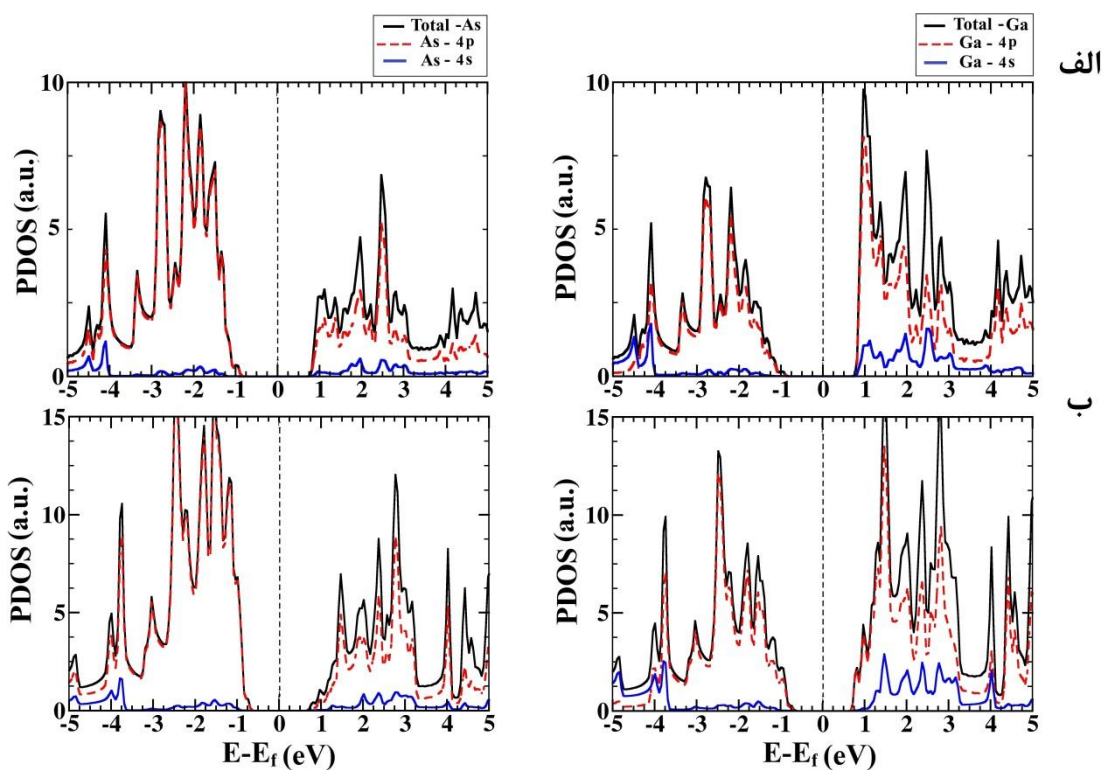 Total -As
As - 4p
As - 4s
Total -Ga
Ga - 4p
Ga - 4s
الف
10
5
0
PDOS (a.u.)
-5 -4 -3 -2 -1 0 1 2 3 4 5
10
5
0
PDOS (a.u.)
-5 -4 -3 -2 -1 0 1 2 3 4 5
ب
15
10
5
0
PDOS (a.u.)
-5 -4 -3 -2 -1 0 1 2 3 4 5
E-Ef (eV)
15
10
5
0
PDOS (a.u.)
-5 -4 -3 -2 -1 0 1 2 3 4 5
E-Ef (eV)